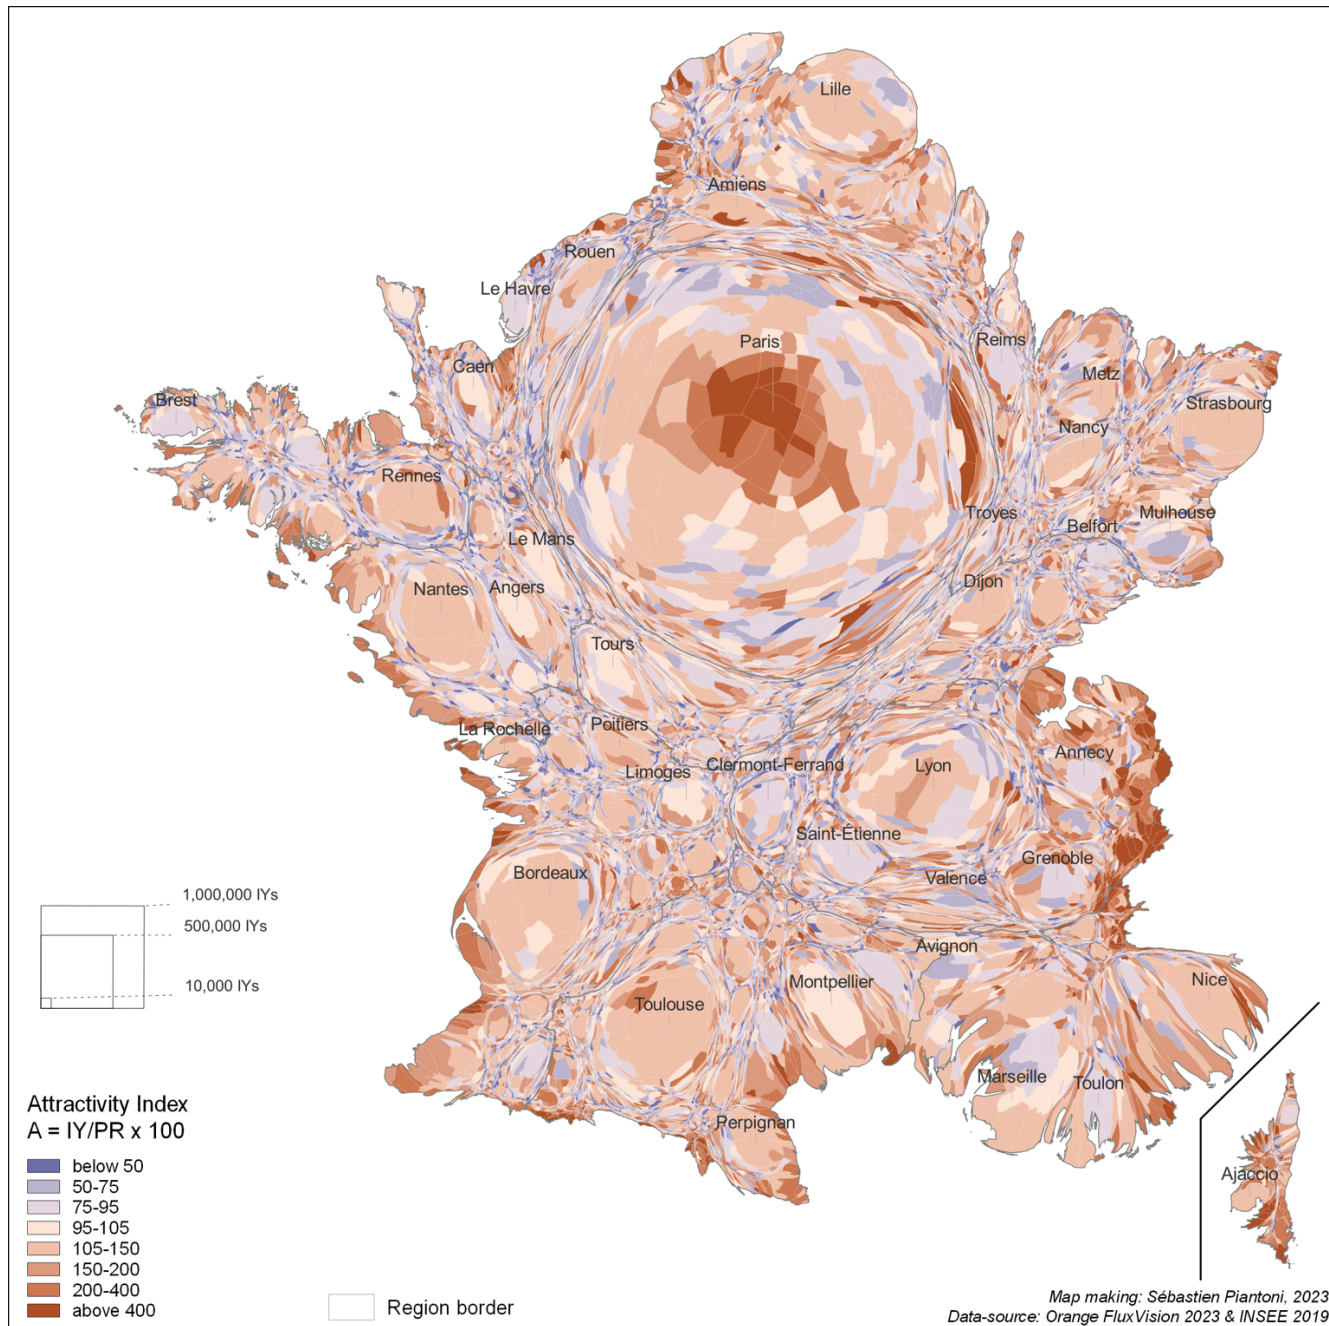 Lille
Amiens
Rouen
Le Havre
Reims
Paris
Caen
Metz
Brest
Strasbourg
Nancy
Rennes
Troyes
Mulhouse
Belfort
Le Mans
Dijon
Nantes
Angers
Tours
La Rochelle
Poitiers
Annecy
Limoges
Clermont-Ferrand
Lyon
Saint-Étienne
Grenoble
Bordeaux
Valence
Avignon
Montpellier
Nice
Toulouse
Marseille
Toulon
Perpignan
Ajaccio
1,000,000 IYs
500,000 IYs
10,000 IYs
Attractivity Index
A = IY/PR x 100
below 50
50-75
75-95
95-105
105-150
150-200
200-400
above 400
Region border
Map making: Sébastien Piantoni, 2023
Data-source: Orange FluxVision 2023 & INSEE 2019